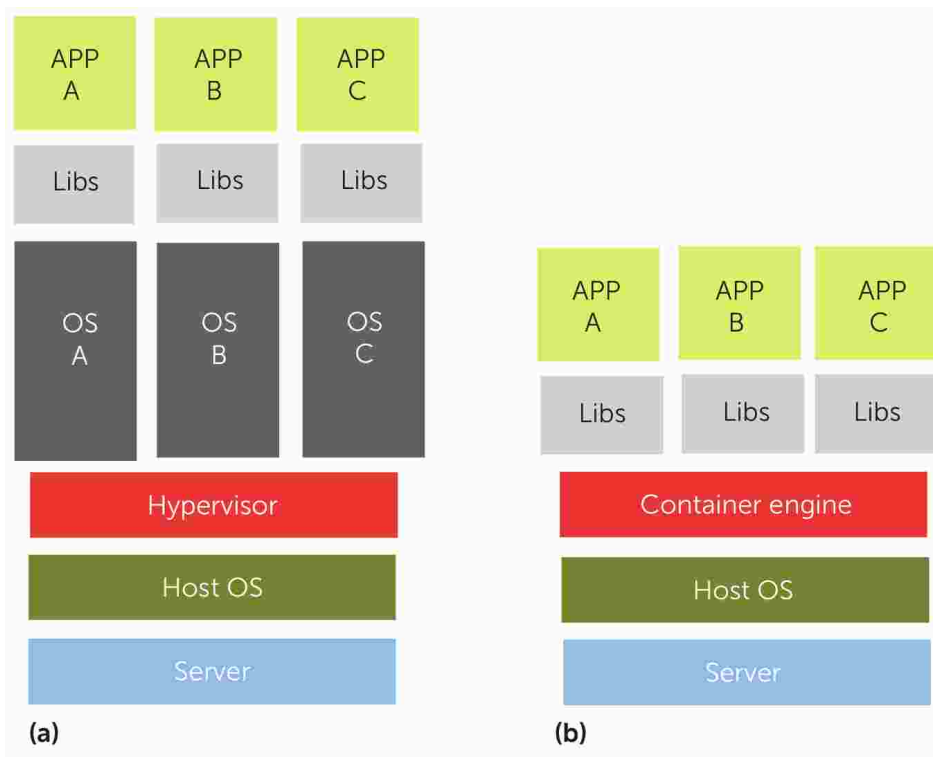 APP
A
APP
B
APP
C
Libs
Libs
Libs
OS
A
OS
B
OS
C
Hypervisor
Host OS
Server
(a)
APP
A
APP
B
APP
C
Libs
Libs
Libs
Container engine
Host OS
Server
(b)